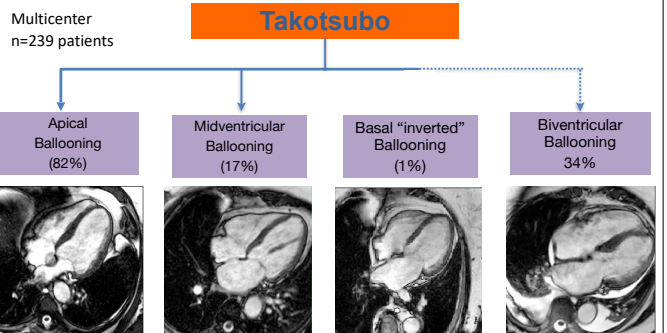 Multicenter
n=239 patients
Takotsubo
Apical
Ballooning
(82%)
Midventricular
Ballooning
(17%)
Basal “inverted”
Ballooning
(1%)
Biventricular
Ballooning
34%